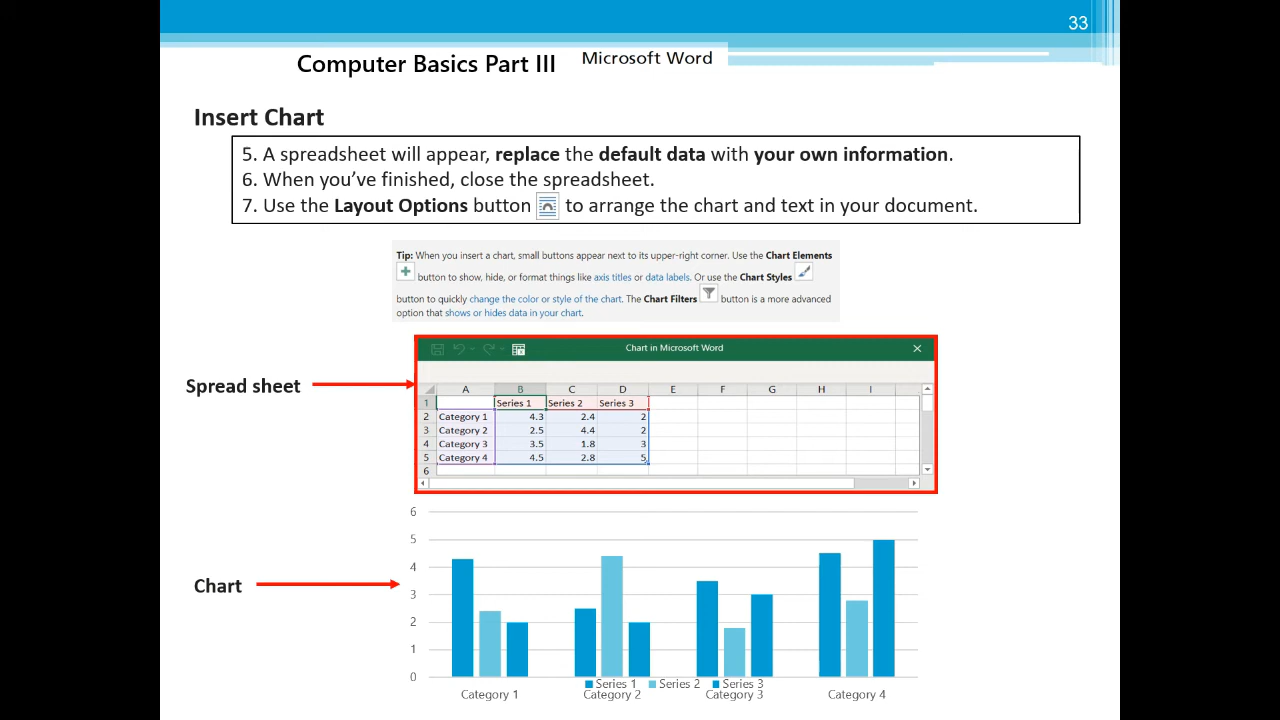 33
Computer Basics Part III
Microsoft Word
Insert Chart
5. A spreadsheet will appear, replace the default data with your own information.
6. When you’ve finished, close the spreadsheet.
7. Use the Layout Options button to arrange the chart and text in your document.
Tip: When you insert a chart, small buttons appear next to its upper-right corner. Use the Chart Elements
button to show, hide, or format things like axis titles or data labels. Or use the Chart Styles
button to quickly change the color or style of the chart. The Chart Filters button is a more advanced
option that shows or hides data in your chart.
Chart in Microsoft Word
Spread sheet
A B C D E F G H I
1 Series 1 Series 2 Series 3
2 Category 1 4.3 2.4 2
3 Category 2 2.5 4.4 2
4 Category 3 3.5 1.8 3
5 Category 4 4.5 2.8 5
6
Chart
6
5
4
3
2
1
0
Series 1 Series 2 Series 3
Category 1 Category 2 Category 3 Category 4